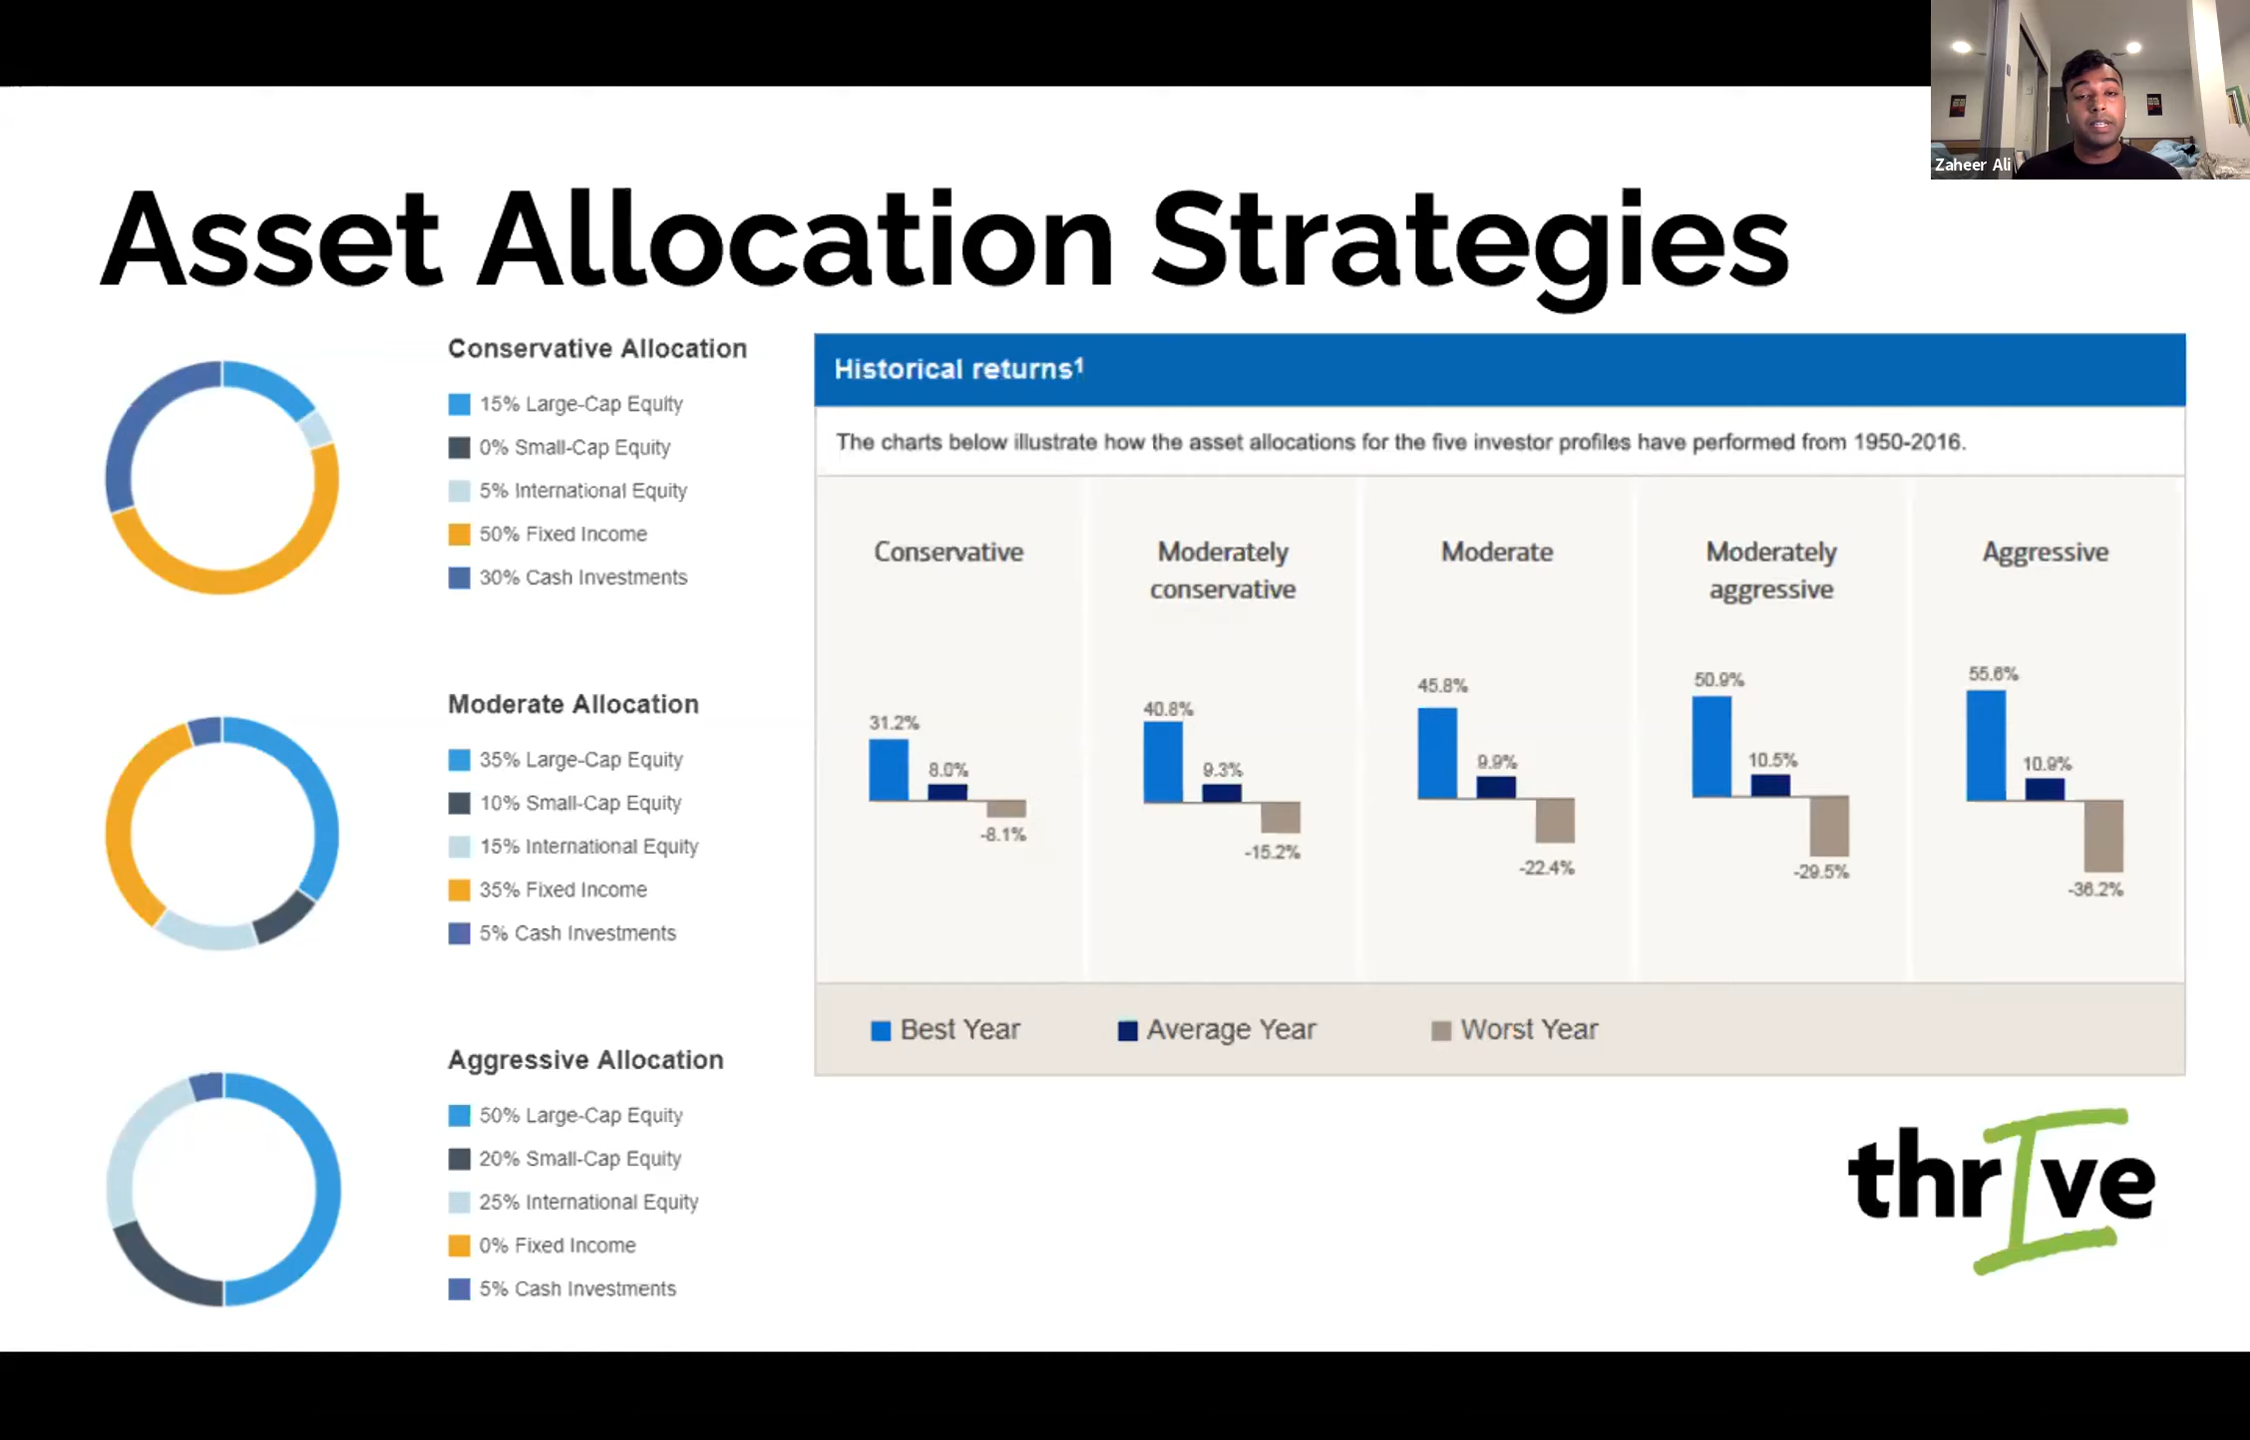 Zaheer Ali
Asset Allocation Strategies
Conservative Allocation
15% Large-Cap Equity
0% Small-Cap Equity
5% International Equity
50% Fixed Income
30% Cash Investments
Moderate Allocation
35% Large-Cap Equity
10% Small-Cap Equity
15% International Equity
35% Fixed Income
5% Cash Investments
Aggressive Allocation
50% Large-Cap Equity
20% Small-Cap Equity
25% International Equity
0% Fixed Income
5% Cash Investments
Historical returns¹
The charts below illustrate how the asset allocations for the five investor profiles have performed from 1950-2016.
Conservative
31.2%
8.0%
-8.1%
Moderately
conservative
40.8%
9.3%
-15.2%
Moderate
45.8%
9.9%
-22.4%
Moderately
aggressive
50.9%
10.5%
-29.5%
Aggressive
55.6%
10.9%
-36.2%
Best Year
Average Year
Worst Year
thrIve